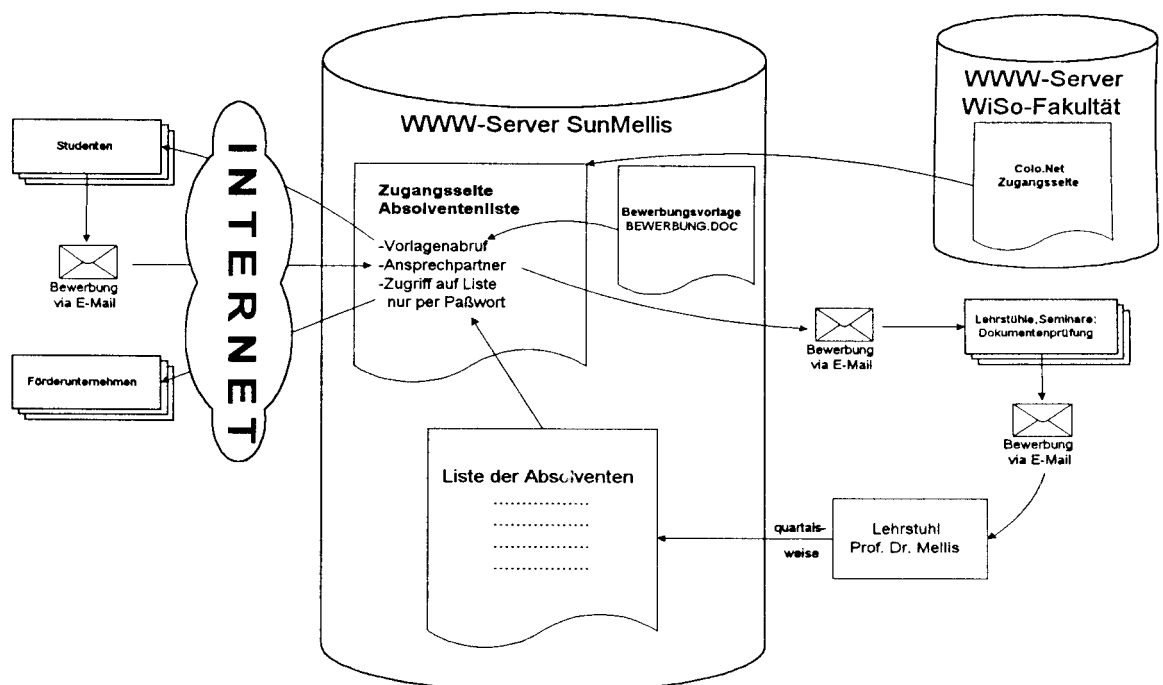 WWW-Server SunMellis
WWW-Server
WiSo-Fakultät
Colo.Net
Zugangsseite
Studenten
Bewerbung
via E-Mail
Förderunternehmen
INTERNET
Zugangsseite
Absolventenliste
-Vorlagenabruf
-Ansprechpartner
-Zugriff auf Liste
nur per Paßwort
Bewerbungsvorlage
BEWERBUNG.DOC
Bewerbung
via E-Mail
Lehrstühle, Seminare:
Dokumentenprüfung
Bewerbung
via E-Mail
Liste der Absolventen
quartals-
weise
Lehrstuhl
Prof. Dr. Mellis